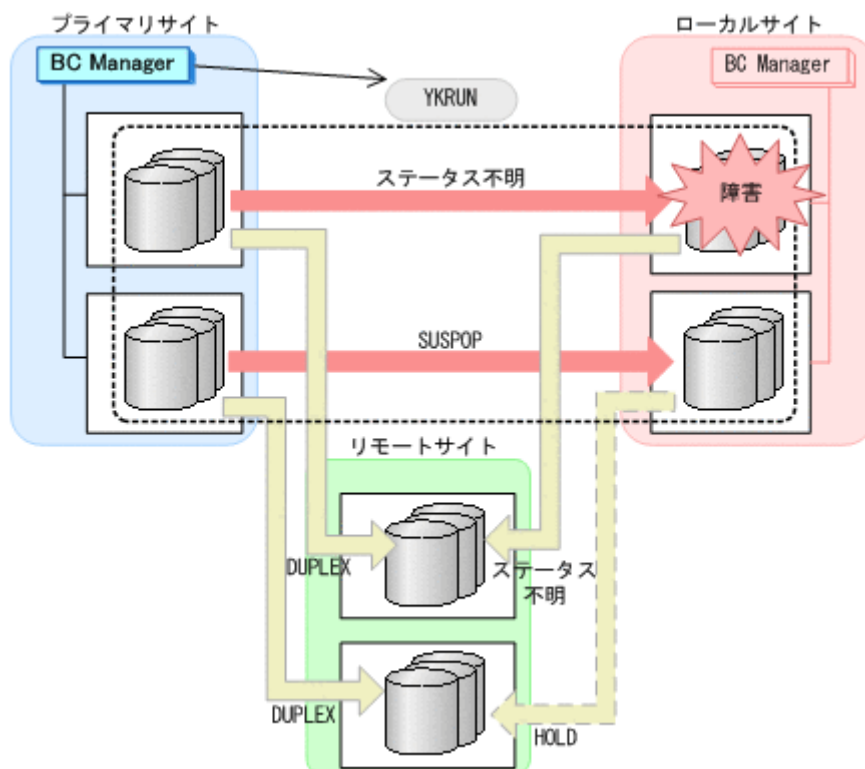 プライマリサイト
ローカルサイト
BC Manager
BC Manager
YKRUN
ステータス不明
障害
SUSPOP
リモートサイト
DUPLEX
ステータス
不明
DUPLEX
HOLD